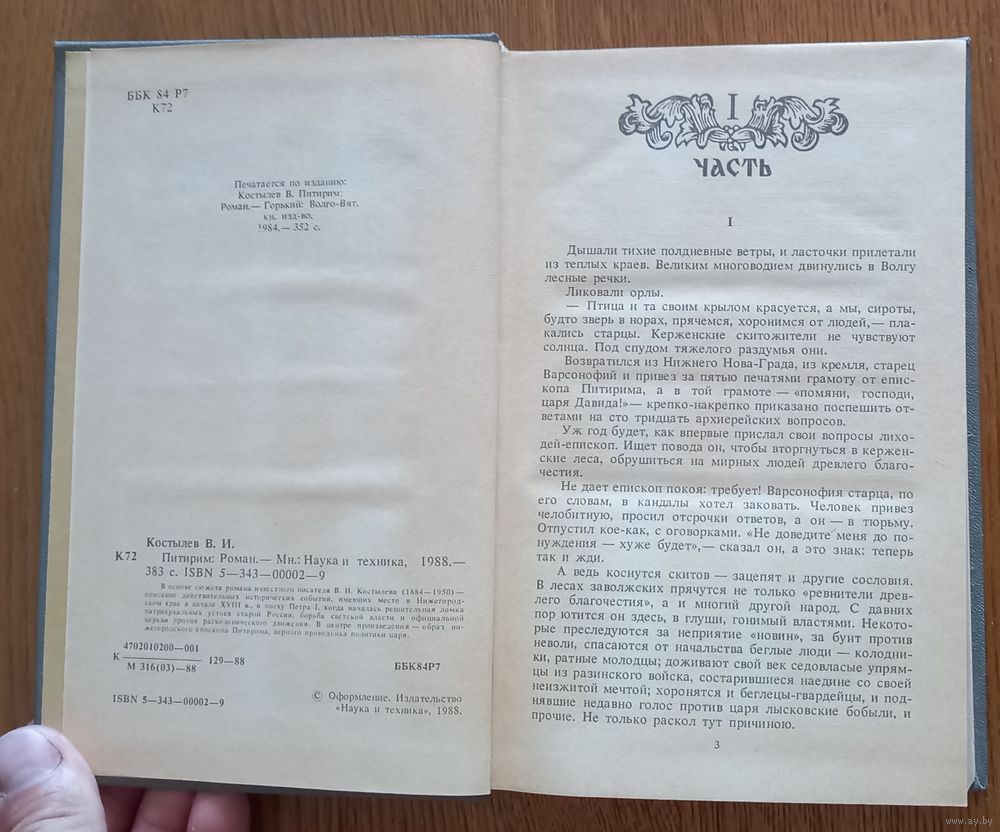 ББК 84 Р7
К72
Печатается по изданию:
Костылев В. Питирим:
Роман.— Горький: Волго-Вят.
кн. изд-во,
1984.— 352 с.
Костылев В. И.
К72 Питирим: Роман.— Мн.: Наука и техника, 1988.—
383 с. ISBN 5—343—00002—9
В основе сюжета романа известного писателя В. И. Костылева (1884—1950) —
описание действительных исторических событий, имевших место в Нижегород-
ском крае в начале XVIII в., в эпоху Петра I, когда началась решительная ломка
патриархальных устоев старой России, борьба светской власти и официальной
церкви против раскольнического движения. В центре произведения — образ ни-
жегородского епископа Питирима, верного проводника политики царя.
4702010200—001
К 129—88
М 316(03)—88
ББК84Р7
ISBN 5—343—00002—9
© Оформление. Издательство
«Наука и техника», 1988.
I
ЧАСТЬ
I
Дышали тихие полдневные ветры, и ласточки прилетали
из теплых краев. Великим многоводием двинулись в Волгу
лесные речки.
Ликовали орлы.
— Птица и та своим крылом красуется, а мы, сироты,
будто зверь в норах, прячемся, хоронимся от людей,— пла-
кались старцы. Керженские скитожители не чувствуют
солнца. Под спудом тяжелого раздумья они.
Возвратился из Нижнего Нова-Града, из кремля, старец
Варсонофий и привез за пятью печатями грамоту от епис-
копа Питирима, а в той грамоте — «помяни, господи,
царя Давида!»— крепко-накрепко приказано поспешить от-
ветами на сто тридцать архиерейских вопросов.
Уж год будет, как впервые прислал свои вопросы лихо-
дей-епископ. Ищет повода он, чтобы вторгнуться в кержен-
ские леса, обрушиться на мирных людей древлего благо-
честия.
Не дает епископ покоя: требует! Варсонофия старца, по
его словам, в кандалы хотел заковать. Человек привез
челобитную, просил отсрочки ответов, а он — в тюрьму.
Отпустил кое-как, с оговорками. «Не доведите меня до по-
нуждения — хуже будет»,— сказал он, а это знак: теперь
так и жди.
А ведь коснутся скитов — зацепят и другие сословия.
В лесах заволжских прячутся не только «ревнители древ-
лего благочестия», а и многий другой народ. С давних
пор ютится он здесь, в глуши, гонимый властями. Некото-
рые преследуются за неприятие «новин», за бунт против
неволи, спасаются от начальства беглые люди — колодни-
ки, ратные молодцы; доживают свой век седовласые упрям-
цы из разинского войска, состарившиеся наедине со своей
неизжитой мечтой; хоронятся и беглецы-гвардейцы, и под-
нявшие недавно голос против царя лысковские бобыли, и
прочие. Не только раскол тут причиною.
3
www.ay.by